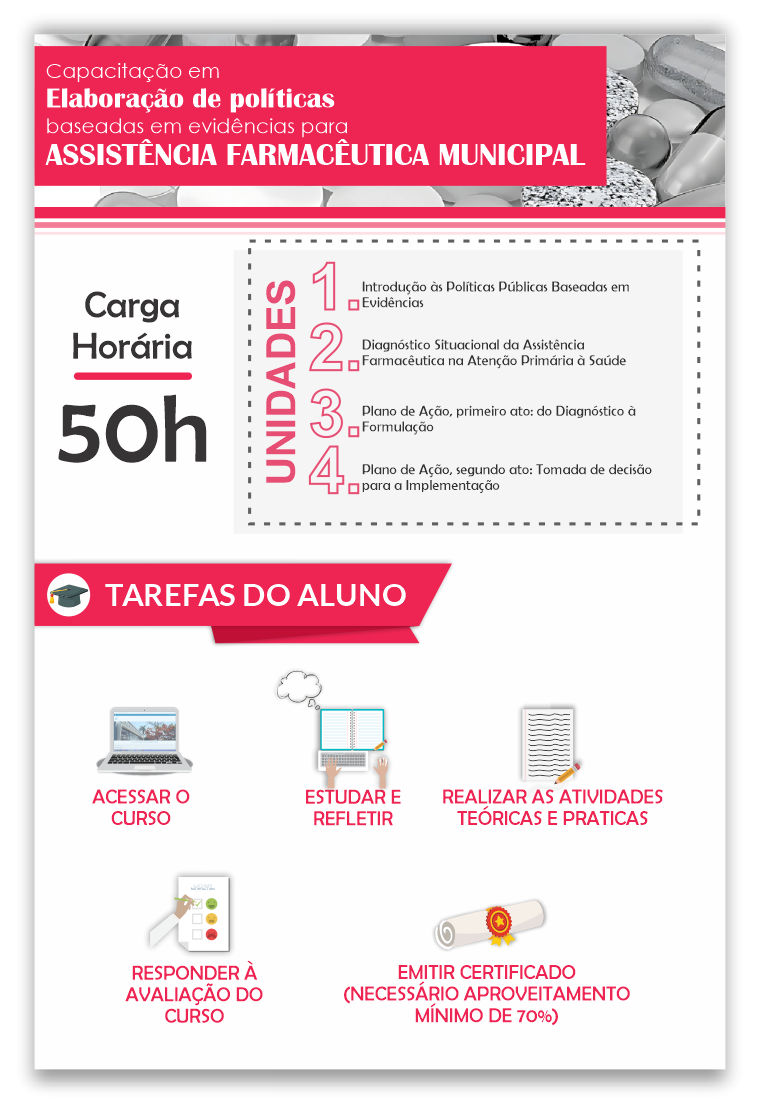 Capacitação em
Elaboração de políticas
baseadas em evidências para
ASSISTÊNCIA FARMACÊUTICA MUNICIPAL
Carga
Horária
50h
UNIDADES
1. Introdução às Políticas Públicas Baseadas em
Evidências
2. Diagnóstico Situacional da Assistência
Farmacêutica na Atenção Primária à Saúde
3. Plano de Ação, primeiro ato: do Diagnóstico à
Formulação
4. Plano de Ação, segundo ato: Tomada de decisão
para a Implementação
TAREFAS DO ALUNO
ACESSAR O
CURSO
ESTUDAR E
REFLETIR
REALIZAR AS ATIVIDADES
TEÓRICAS E PRATICAS
RESPONDER À
AVALIAÇÃO DO
CURSO
EMITIR CERTIFICADO
(NECESSÁRIO APROVEITAMENTO
MÍNIMO DE 70%)